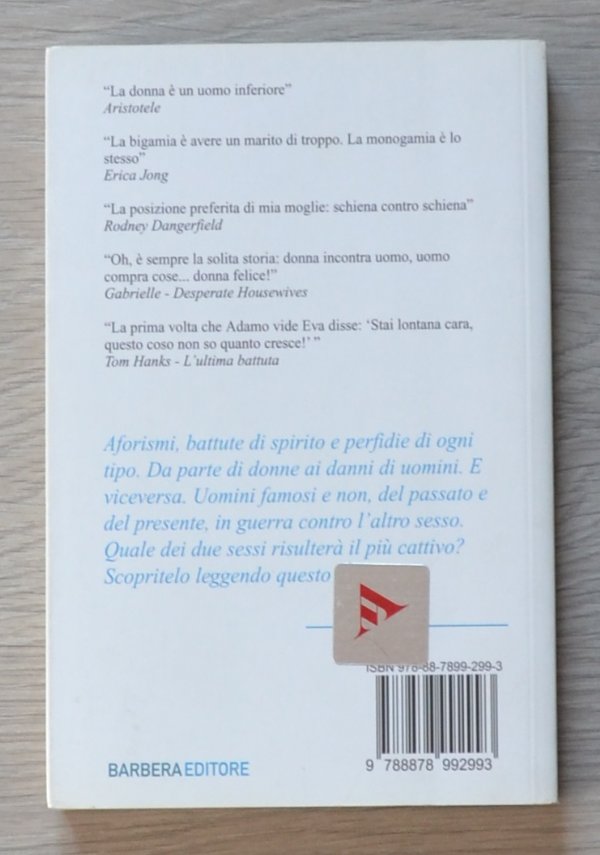 “La donna è un uomo inferiore”
Aristotele
“La bigamia è avere un marito di troppo. La monogamia è lo
stesso”
Erica Jong
“La posizione preferita di mia moglie: schiena contro schiena”
Rodney Dangerfield
“Oh, è sempre la solita storia: donna incontra uomo, uomo
compra cose... donna felice!”
Gabrielle - Desperate Housewives
“La prima volta che Adamo vide Eva disse: ‘Stai lontana cara,
questo coso non so quanto cresce!’ ”
Tom Hanks - L’ultima battuta
Aforismi, battute di spirito e perfidie di ogni
tipo. Da parte di donne ai danni di uomini. E
viceversa. Uomini famosi e non, del passato e
del presente, in guerra contro l’altro sesso.
Quale dei due sessi risulterà il più cattivo?
Scopritelo leggendo questo
ISBN 978-88-7899-299-3
9 788878 992993
BARBERAEDITORE